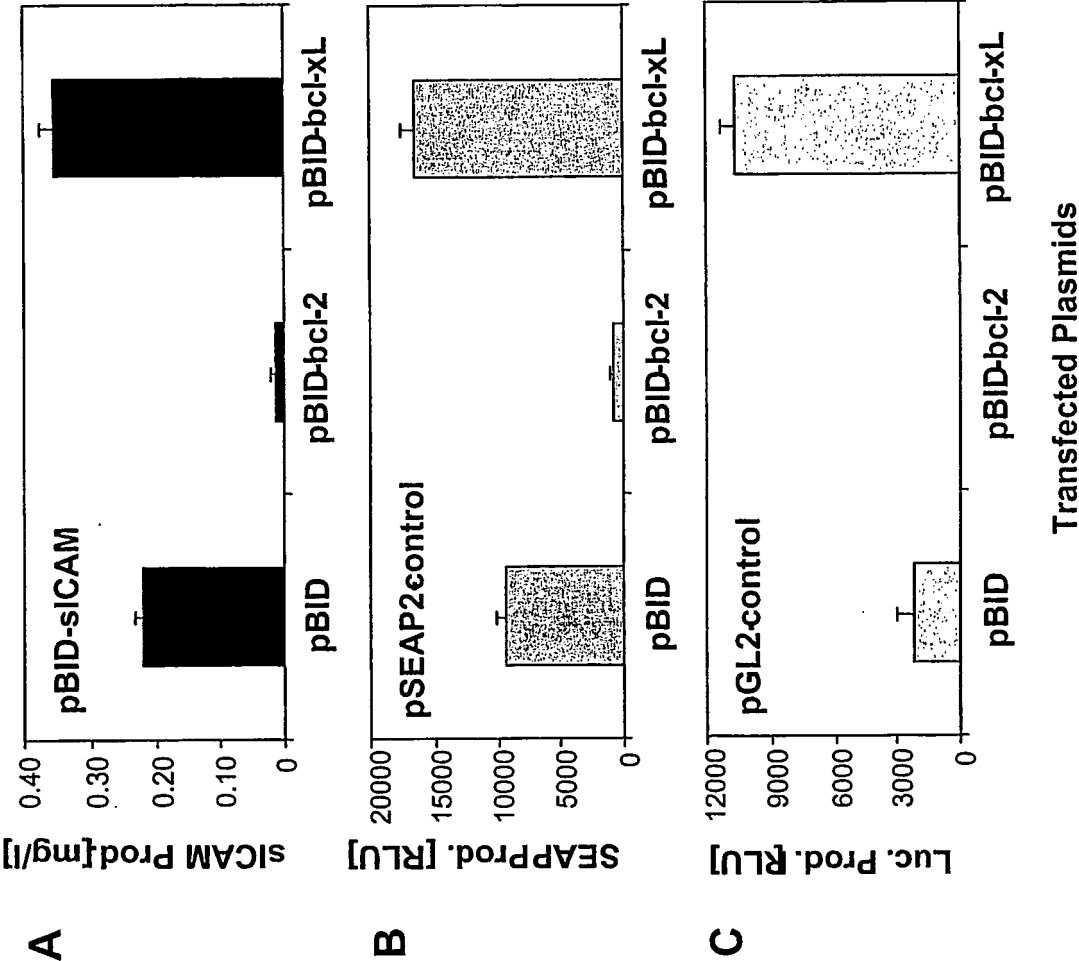 A
sICAM Prod.[mg/l]
0.40
0.30
0.20
0.10
0
pBID-sICAM
pBID
pBID-bcl-2
pBID-bcl-xL
B
SEAPProd. [RLU]
20000
15000
10000
5000
0
pSEAP2control
pBID
pBID-bcl-2
pBID-bcl-xL
C
Luc. Prod. [RLU]
12000
9000
6000
3000
0
pGL2-control
pBID
pBID-bcl-2
pBID-bcl-xL
Transfected Plasmids